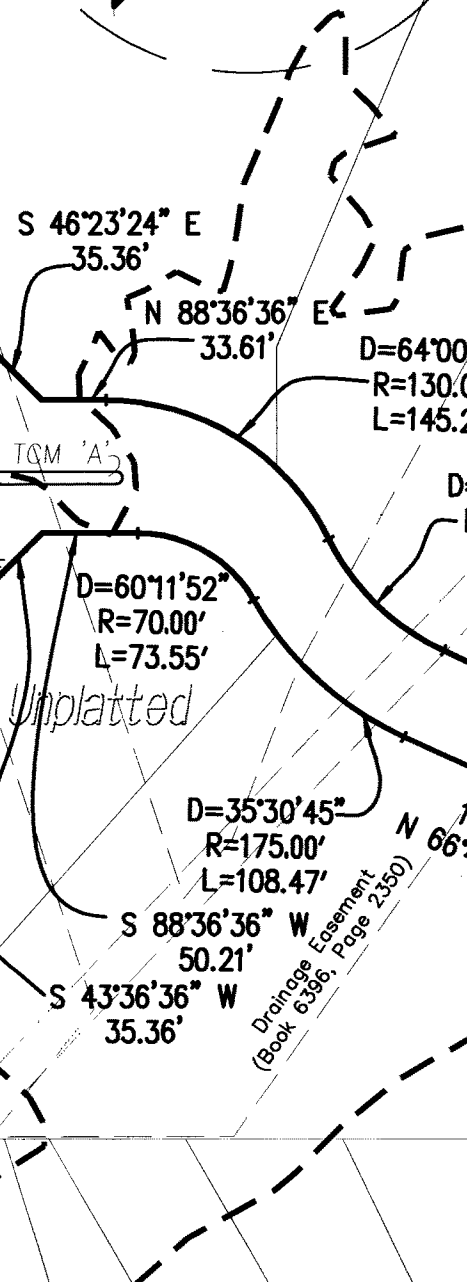 S 46°23'24" E
35.36'
N 88°36'36" E
33.61'
D=64°00
R=130.0
L=145.2
TCM 'A'
D=
D=60°11'52"
R=70.00'
L=73.55'
Unplatted
D=35°30'45"
R=175.00'
L=108.47'
N 66°
S 88°36'36" W
50.21'
Drainage Easement
(Book 6396, Page 2350)
S 43°36'36" W
35.36'